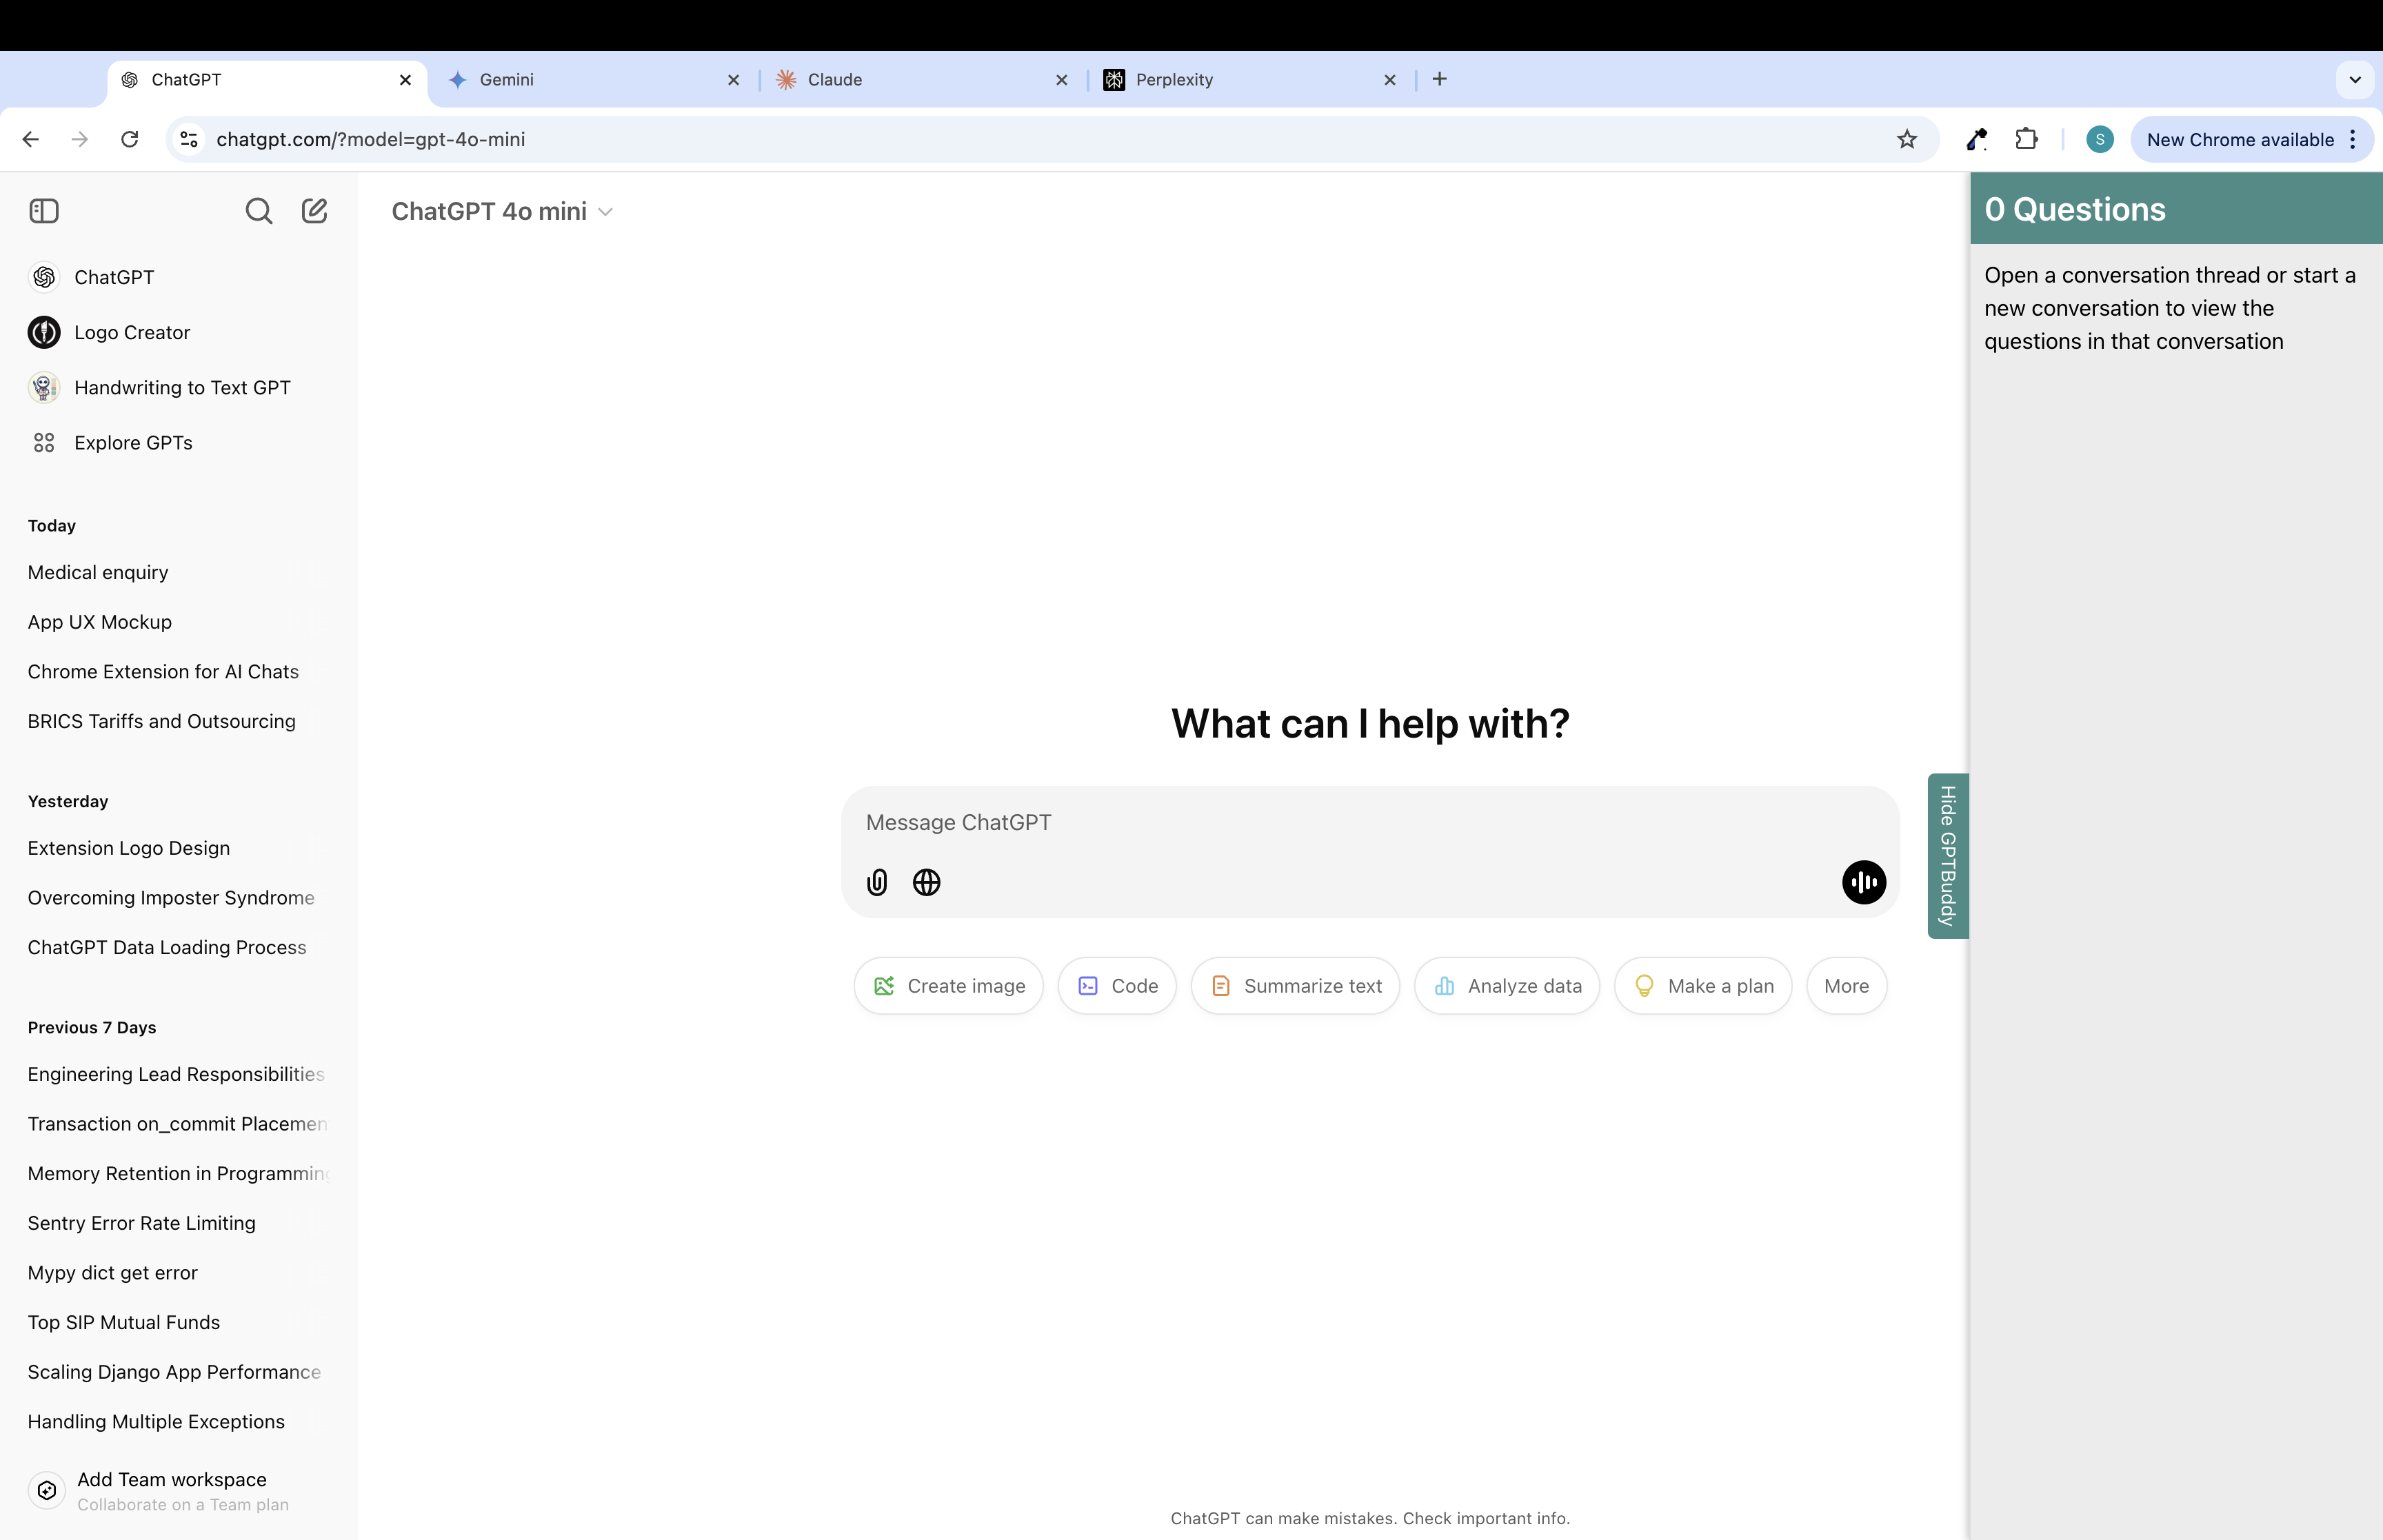 ChatGPT
Gemini
Claude
Perplexity
chatgpt.com/?model=gpt-4o-mini
S
New Chrome available
ChatGPT
Logo Creator
Handwriting to Text GPT
Explore GPTs
Today
Medical enquiry
App UX Mockup
Chrome Extension for AI Chats
BRICS Tariffs and Outsourcing
Yesterday
Extension Logo Design
Overcoming Imposter Syndrome
ChatGPT Data Loading Process
Previous 7 Days
Engineering Lead Responsibilities
Transaction on_commit Placemen
Memory Retention in Programming
Sentry Error Rate Limiting
Mypy dict get error
Top SIP Mutual Funds
Scaling Django App Performance
Handling Multiple Exceptions
Add Team workspace
Collaborate on a Team plan
ChatGPT 4o mini
What can I help with?
Message ChatGPT
Create image
Code
Summarize text
Analyze data
Make a plan
More
ChatGPT can make mistakes. Check important info.
Hide GPTBuddy
0 Questions
Open a conversation thread or start a
new conversation to view the
questions in that conversation